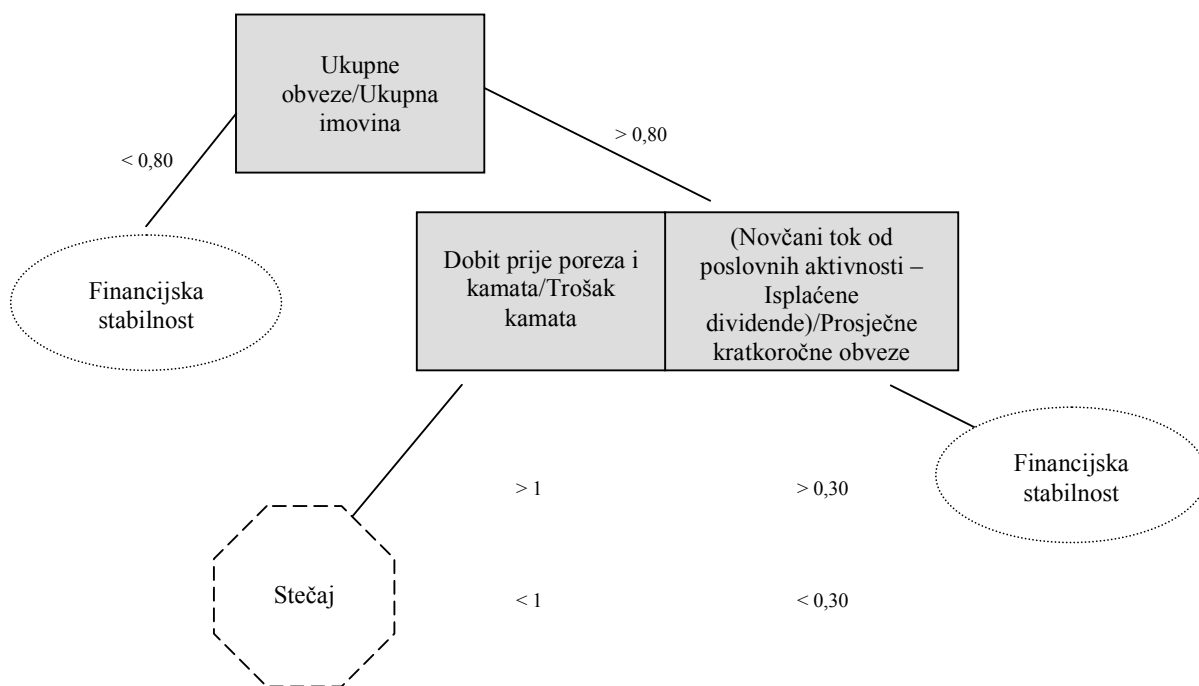 Ukupne
obveze/Ukupna
imovina
> 0,80
< 0,80
Financijska
stabilnost
Dobit prije poreza i
kamata/Trošak
kamata
(Novčani tok od
poslovnih aktivnosti –
Isplaćene
dividende)/Prosječne
kratkoročne obveze
Financijska
stabilnost
> 1
> 0,30
Stečaj
< 1
< 0,30